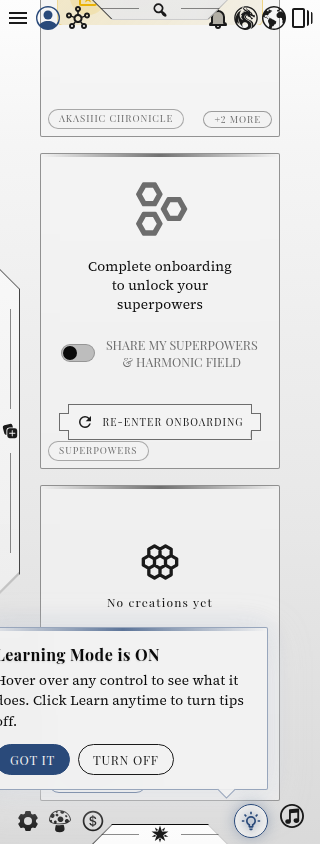 AKASHIC CHRONICLE
+2 MORE
Complete onboarding
to unlock your
superpowers
SHARE MY SUPERPOWERS
& HARMONIC FIELD
RE-ENTER ONBOARDING
SUPERPOWERS
No creations yet
Learning Mode is ON
Hover over any control to see what it
does. Click Learn anytime to turn tips
off.
GOT IT
TURN OFF